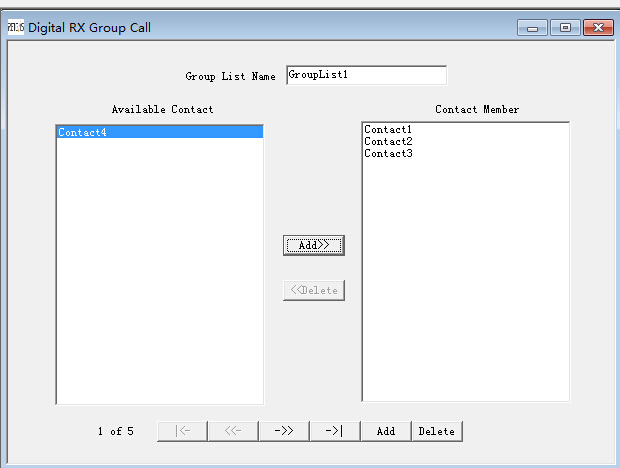 Digital RX Group Call
Group List Name GroupList1
Available Contact
Contact Member
Contact4
Contact1
Contact2
Contact3
Add>>
<<Delete
1 of 5 |<- <<- ->> ->| Add Delete